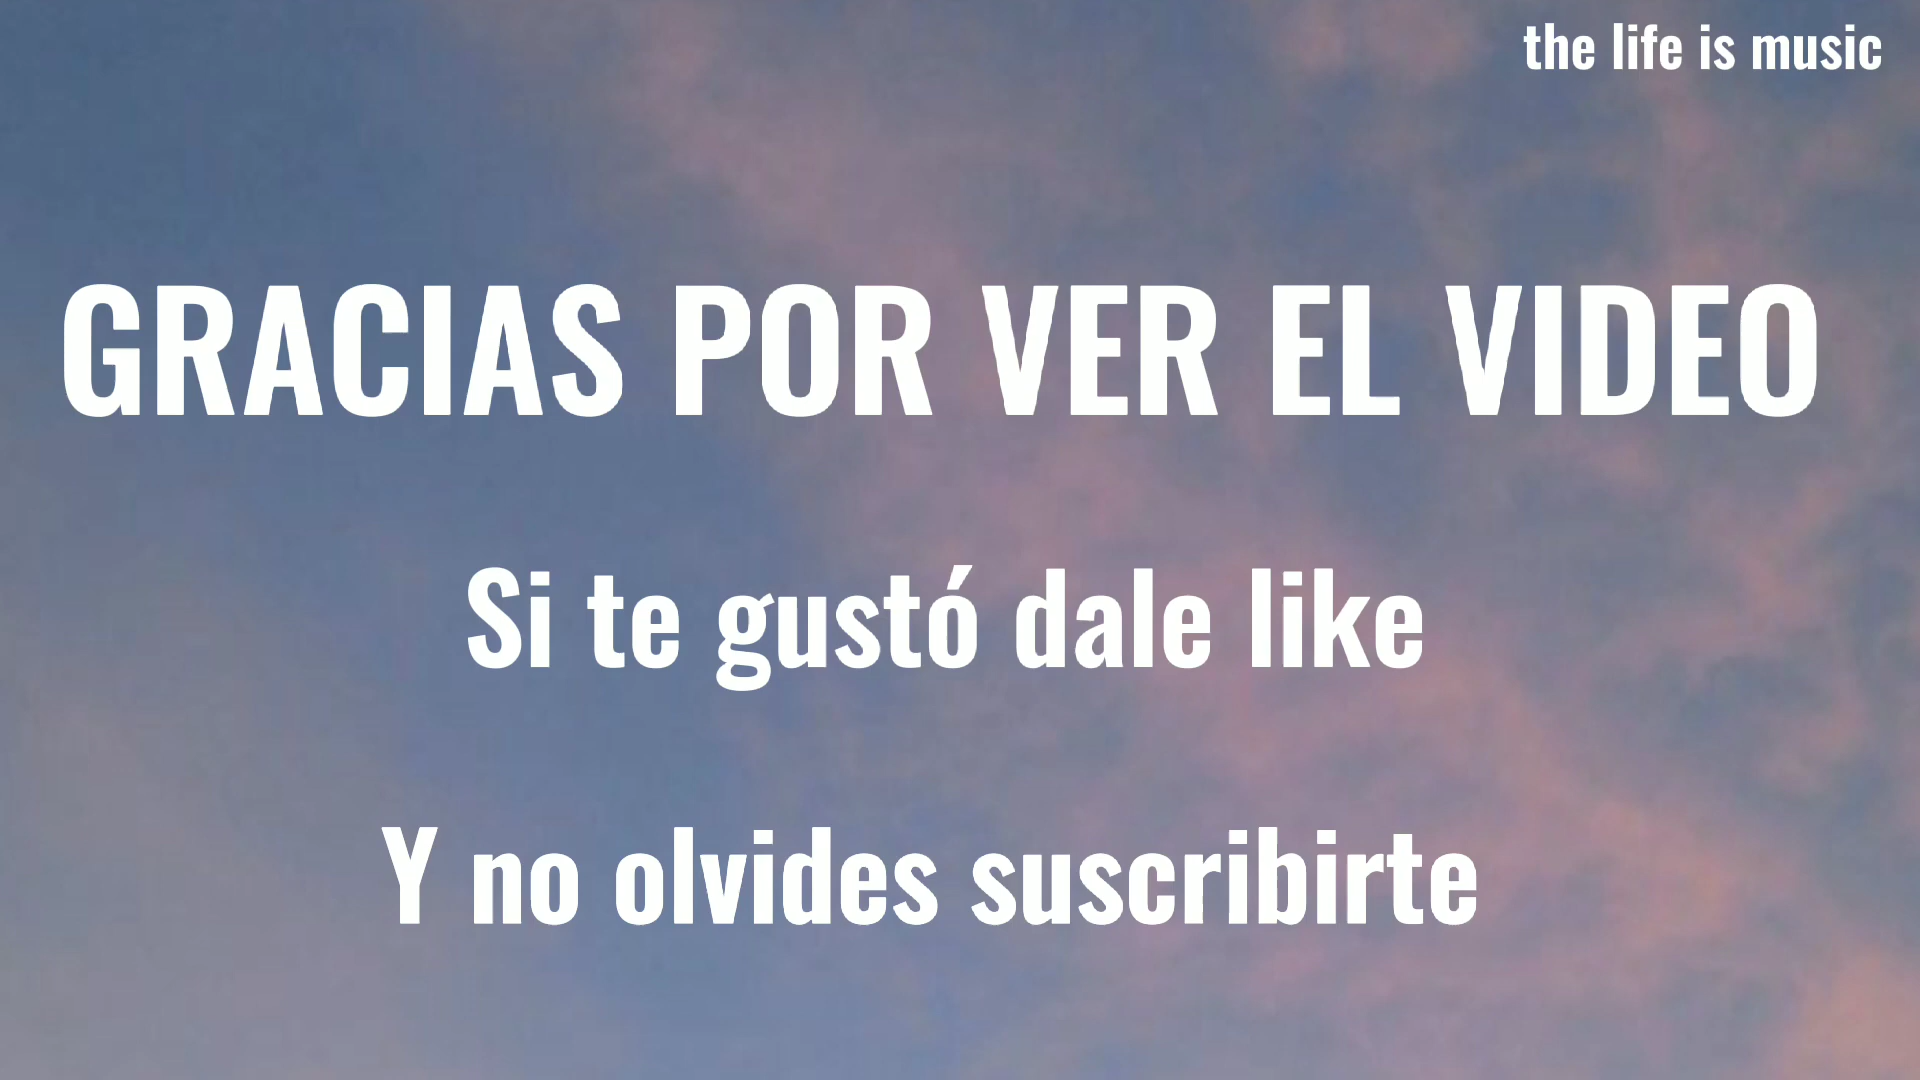 the life is music
GRACIAS POR VER EL VIDEO
Si te gustó dale like
Y no olvides suscribirte